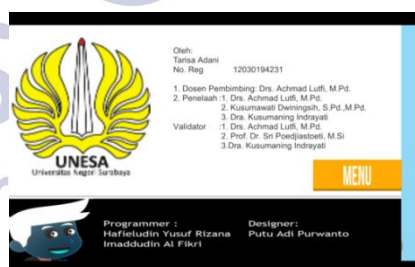 Oleh:
Tarisa Adani
No. Reg 12030194231
1. Dosen Pembimbing: Drs. Achmad Lutfi, M.Pd.
2. Penelaah :1. Drs. Achmad Lutfi, M.Pd.
2. Kusumawati Dwiningsih, S.Pd.,M.Pd.
3. Dra. Kusumaning Indrayati
Validator :1. Drs. Achmad Lutfi, M.Pd.
2. Prof. Dr. Sri Poedjiastoeti, M.Si
3.Dra. Kusumaning Indrayati
UNESA
Universitas Negeri Surabaya
MENU
Programmer :
Hafieludin Yusuf Rizana
Imaddudin Al Fikri
Designer:
Putu Adi Purwanto